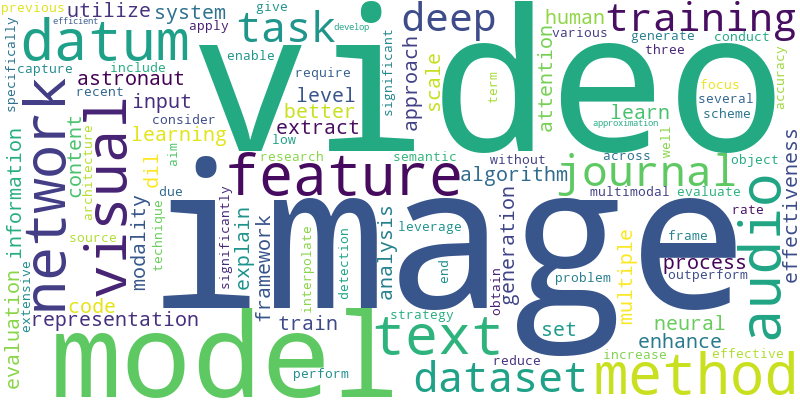 previous
utilize
system
efficient
give
develop
apply
task
enable
deep
human
training
various
generate
three
conduct
datum
video
specifically
capture
include
recent
astronaut
input
consider
learning
require
level
better
extract
low
research
significant
approach
scale
term
attention
focus
several
scheme
accuracy
learn
approximation
well
network
visual
content
architecture
aim
dil
due
feature
semantic
without
algorithm
across
journal
object
multimodal
evaluate
effectiveness
information
evaluation
extensive
source
modality
technique
significantly
explain
framework
image
interpolate
detection
analysis
leverage
end
obtain
generation
problem
multiple
frame
rate
process
outperform
audio
code
representation
train
strategy
model
perform
text
reduce
set
neural
enhance
increase
effective
dataset
method